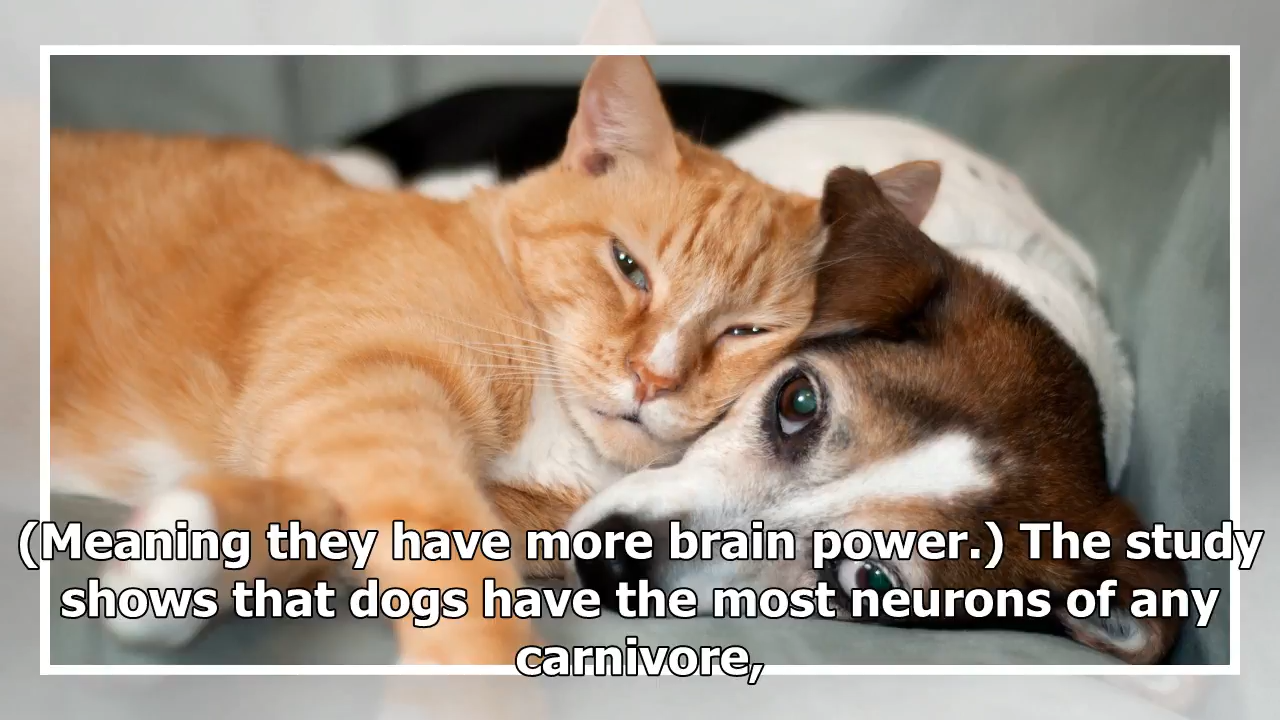 (Meaning they have more brain power.) The study
shows that dogs have the most neurons of any
carnivore,